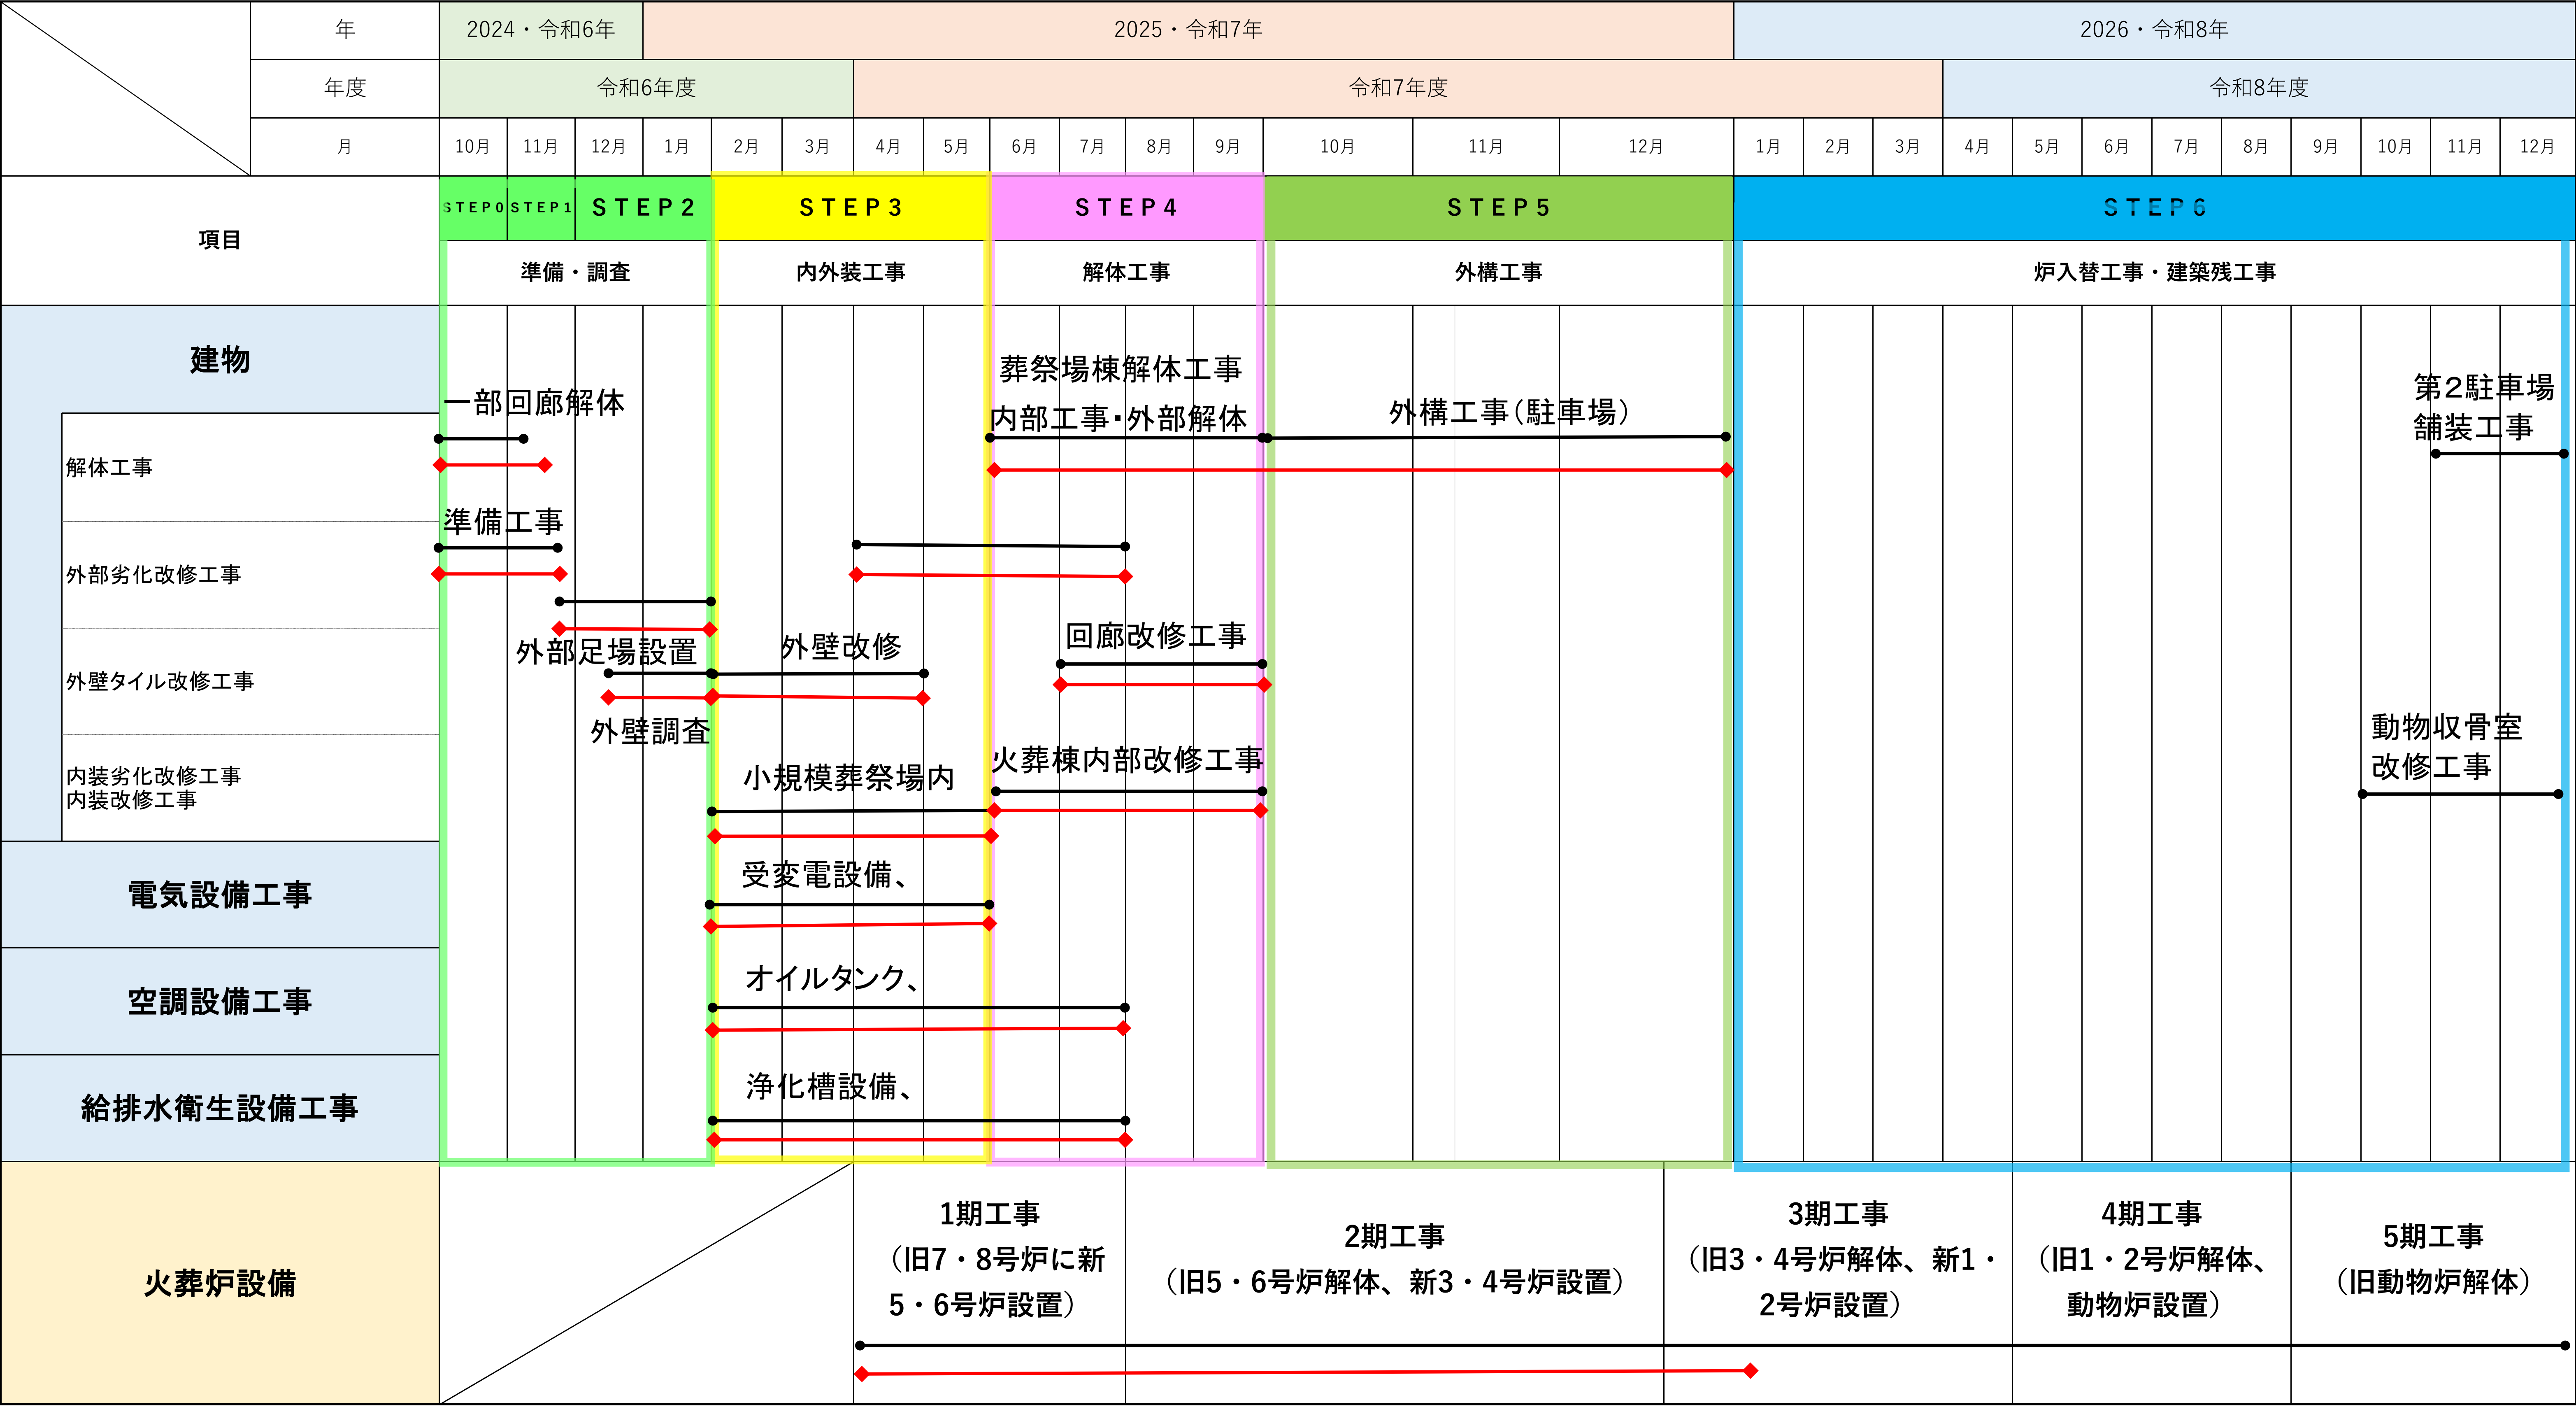 年
2024・令和6年
2025・令和7年
2026・令和8年
年度
令和6年度
令和7年度
令和8年度
月
10月
11月
12月
1月
2月
3月
4月
5月
6月
7月
8月
9月
10月
11月
12月
1月
2月
3月
4月
5月
6月
7月
8月
9月
10月
11月
12月
項目
ＳＴＥＰ０
ＳＴＥＰ１
ＳＴＥＰ２
ＳＴＥＰ３
ＳＴＥＰ４
ＳＴＥＰ５
ＳＴＥＰ６
準備・調査
内外装工事
解体工事
外構工事
炉入替工事・建築残工事
建物
解体工事
一部回廊解体
葬祭場棟解体工事
内部工事・外部解体
外構工事（駐車場）
第２駐車場
舗装工事
外部劣化改修工事
準備工事
外壁タイル改修工事
外部足場設置
外壁改修
回廊改修工事
外壁調査
内装劣化改修工事
内装改修工事
小規模葬祭場内
火葬棟内部改修工事
動物収骨室
改修工事
電気設備工事
受変電設備、
空調設備工事
オイルタンク、
給排水衛生設備工事
浄化槽設備、
火葬炉設備
1期工事
（旧7・8号炉に新
5・6号炉設置）
2期工事
（旧5・6号炉解体、新3・4号炉設置）
3期工事
（旧3・4号炉解体、新1・
2号炉設置）
4期工事
（旧1・2号炉解体、
動物炉設置）
5期工事
（旧動物炉解体）